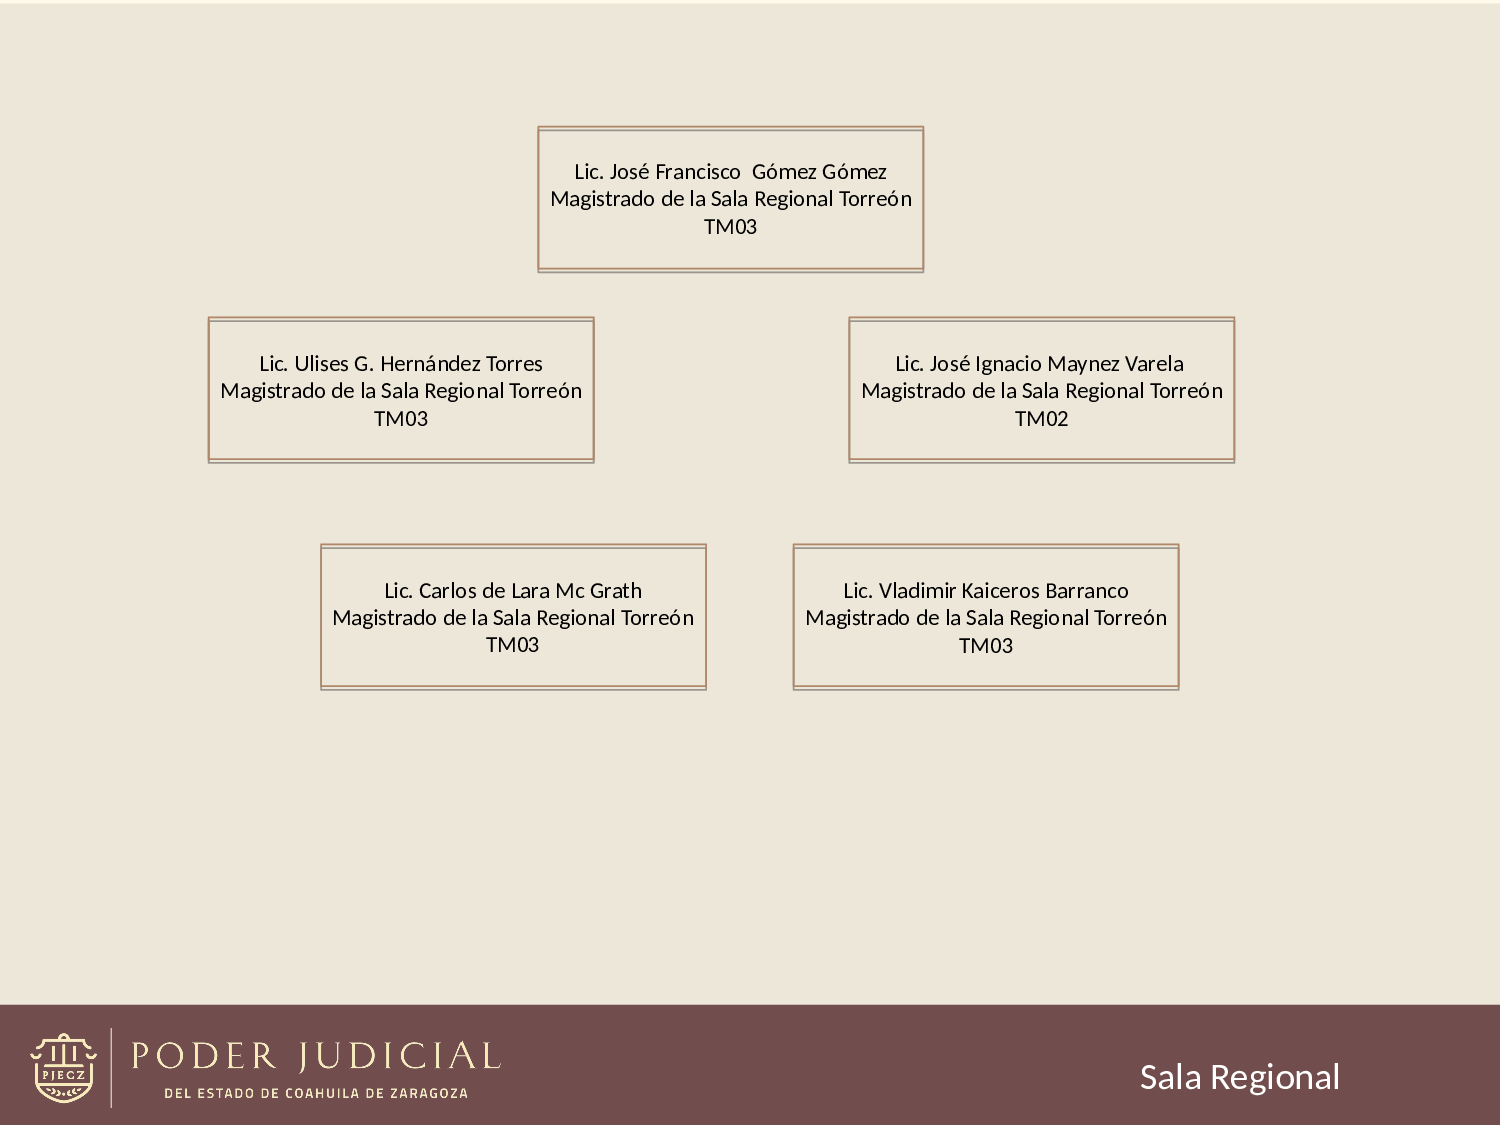 Lic. José Francisco  Gómez Gómez
Magistrado de la Sala Regional Torreón
TM03
Lic. Ulises G. Hernández Torres
Magistrado de la Sala Regional Torreón
TM03
Lic. José Ignacio Maynez Varela
Magistrado de la Sala Regional Torreón
TM02
Lic. Carlos de Lara Mc Grath
Magistrado de la Sala Regional Torreón
TM03
Lic. Vladimir Kaiceros Barranco
Magistrado de la Sala Regional Torreón
TM03
PJECZ
PODER JUDICIAL
DEL ESTADO DE COAHUILA DE ZARAGOZA
Sala Regional